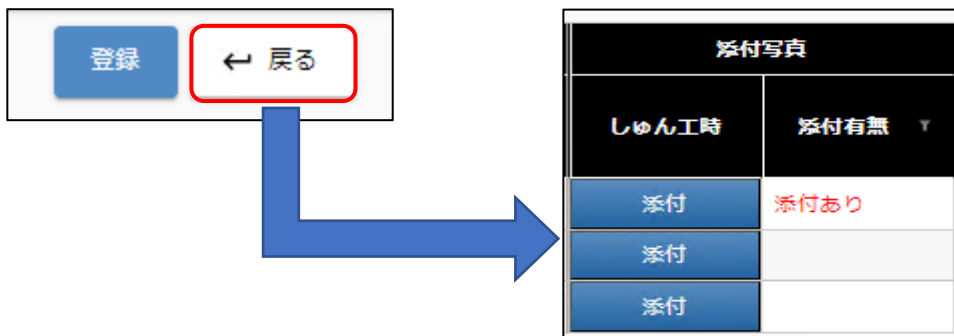 登録
← 戻る
添付写真
しゅん工時 添付有無
添付 添付あり
添付
添付